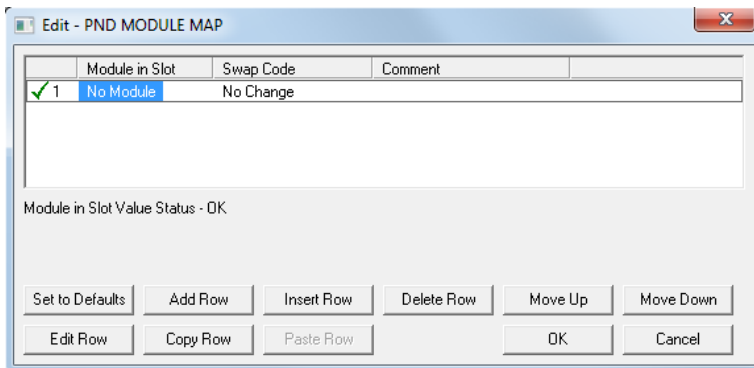 Edit - PND MODULE MAP
Module in Slot Swap Code Comment
1 No Module No Change
Module in Slot Value Status - OK
Set to Defaults Add Row Insert Row Delete Row Move Up Move Down
Edit Row Copy Row Paste Row OK Cancel